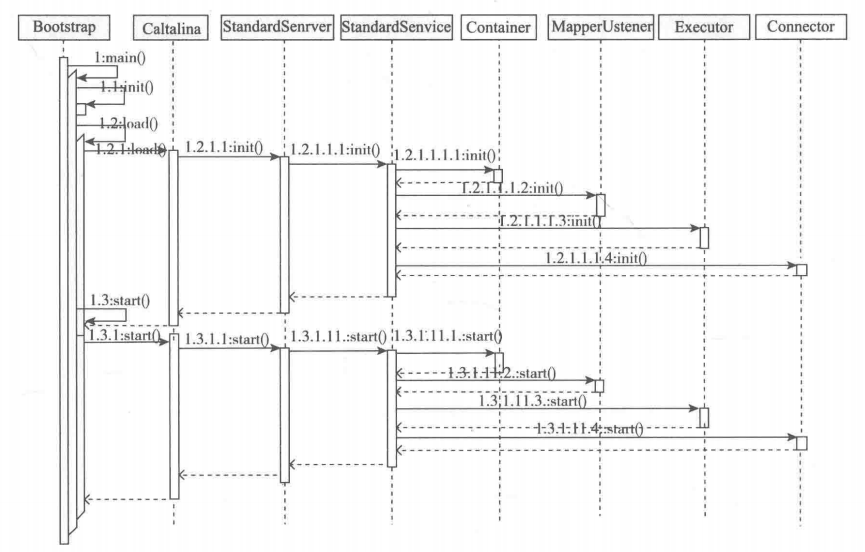 Bootstrap
Caltalina
StandardSenrver
StandardSenvice
Container
MapperUstener
Executor
Connector
1:main()
1.1:init()
1.2:load()
1.2.1:load()
1.2.1.1:init()
1.2.1.1.1:init()
1.2.1.1.1.1:init()
1.2.1.1.1.2:init()
1.2.1.1.1.3:init()
1.2.1.1.1.4:init()
1.3:start()
1.3.1:start()
1.3.1.1:start()
1.3.1.11.:start()
1.3.1.11.1.:start()
1.3.1.11.2.:start()
1.3.1.11.3.:start()
1.3.1.11.4.:start()